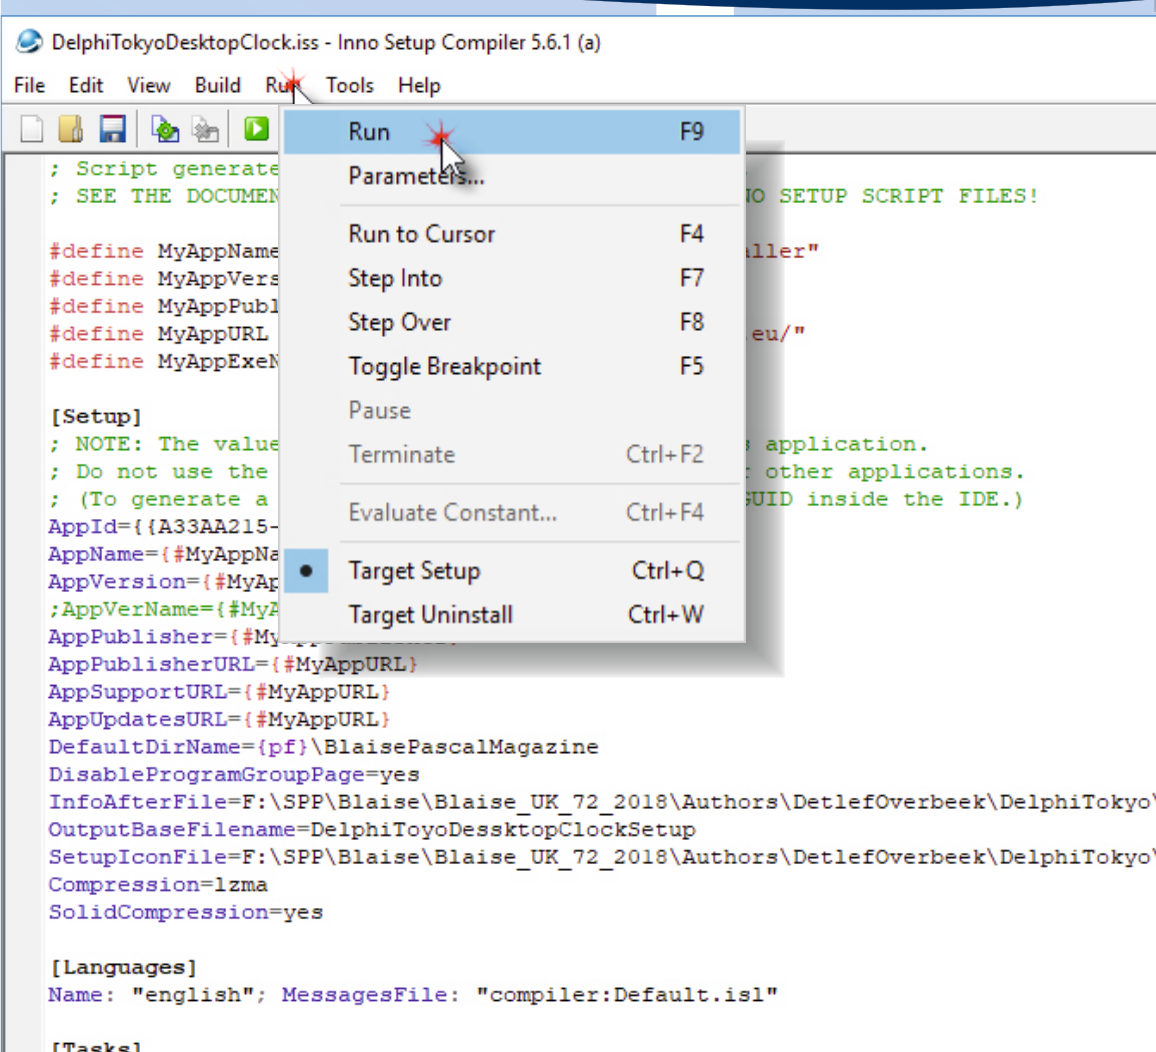 DelphiTokyoDesktopClock.iss - Inno Setup Compiler 5.6.1 (a)
File Edit View Build Run Tools Help
Run F9
Parameters...
Run to Cursor F4
Step Into F7
Step Over F8
Toggle Breakpoint F5
Pause
Terminate Ctrl+F2
Evaluate Constant... Ctrl+F4
Target Setup Ctrl+Q
Target Uninstall Ctrl+W
; Script generate
; SEE THE DOCUMEN NO SETUP SCRIPT FILES!
#define MyAppName aller"
#define MyAppVers
#define MyAppPubl
#define MyAppURL .eu/"
#define MyAppExeN
[Setup]
; NOTE: The value s application.
; Do not use the r other applications.
; (To generate a GUID inside the IDE.)
AppId={{A33AA215-
AppName={#MyAppNa
AppVersion={#MyAp
;AppVerName={#MyA
AppPublisher={#My
AppPublisherURL={#MyAppURL}
AppSupportURL={#MyAppURL}
AppUpdatesURL={#MyAppURL}
DefaultDirName={pf}\BlaisePascalMagazine
DisableProgramGroupPage=yes
InfoAfterFile=F:\SPP\Blaise\Blaise_UK_72_2018\Authors\DetlefOverbeek\DelphiTokyo\
OutputBaseFilename=DelphiToyoDessktopClockSetup
SetupIconFile=F:\SPP\Blaise\Blaise_UK_72_2018\Authors\DetlefOverbeek\DelphiTokyo\
Compression=lzma
SolidCompression=yes
[Languages]
Name: "english"; MessagesFile: "compiler:Default.isl"
[Tasks]